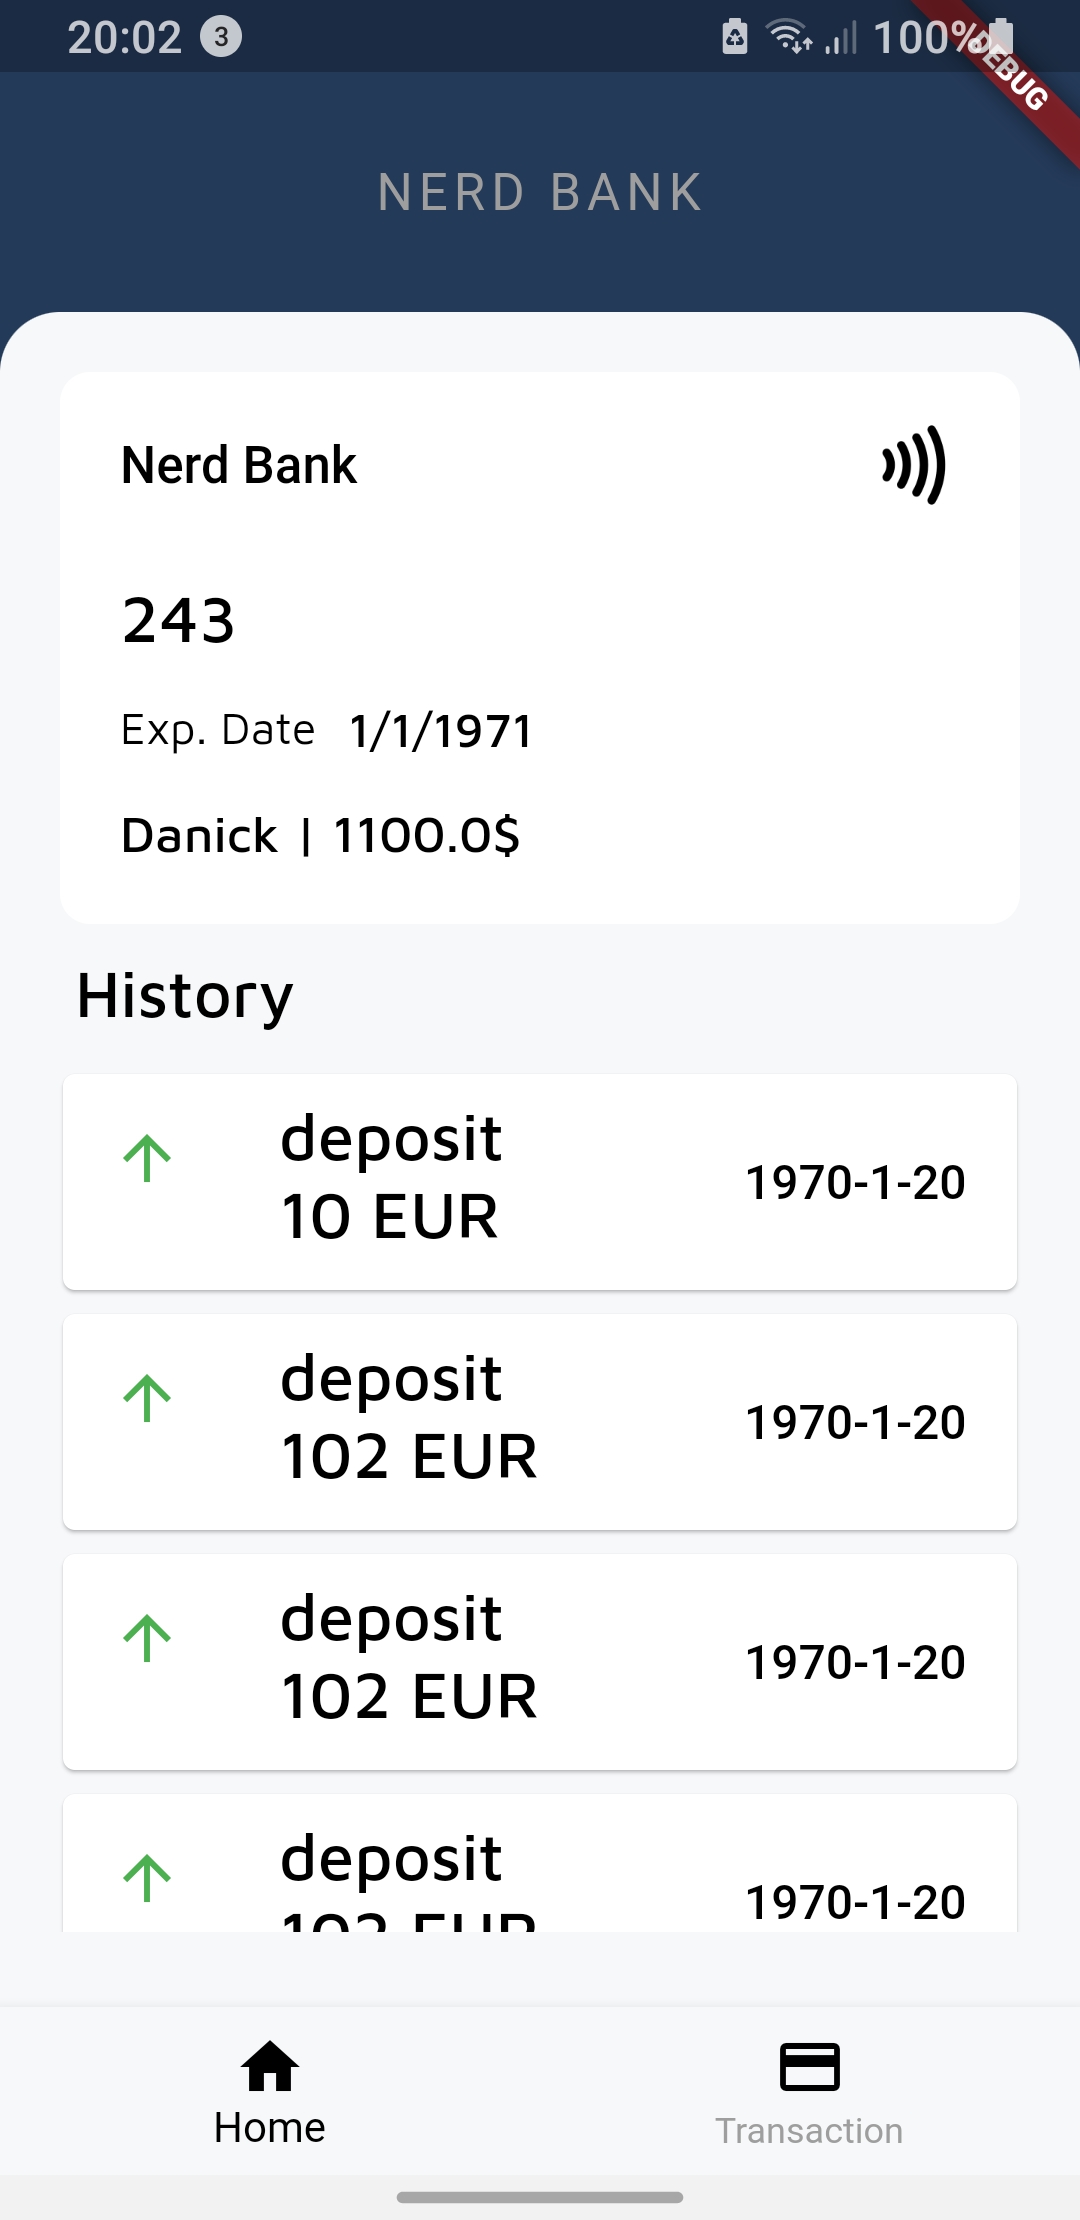 20:02 3 100%
DEBUG
NERD BANK
Nerd Bank
243
Exp. Date 1/1/1971
Danick | 1100.0$
History
deposit
10 EUR
1970-1-20
deposit
102 EUR
1970-1-20
deposit
102 EUR
1970-1-20
deposit
102 EUR
1970-1-20
Home
Transaction